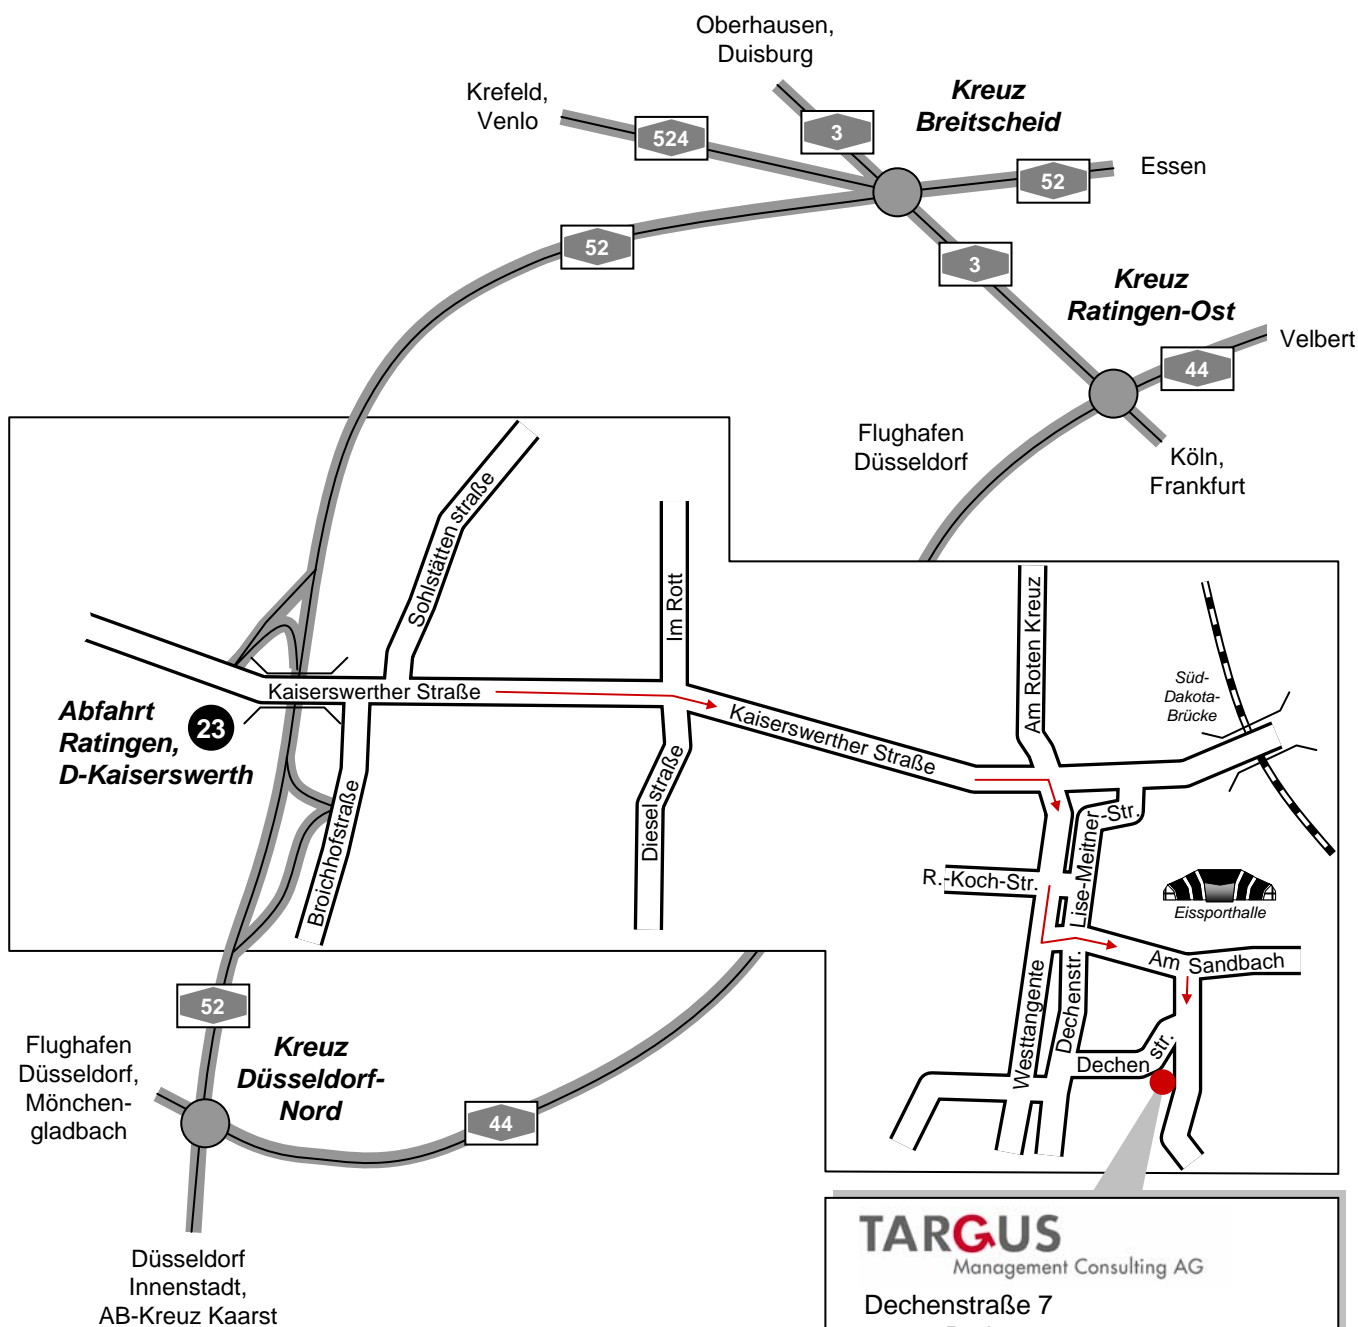 Oberhausen,
Duisburg
Krefeld,
Venlo
Kreuz
Breitscheid
524
3
52
Essen
52
3
Kreuz
Ratingen-Ost
Velbert
44
Flughafen
Düsseldorf
Köln,
Frankfurt
Sohlstättenstraße
Im Rott
Am Roten Kreuz
Süd-
Dakota-
Brücke
Kaiserswerther Straße
Kaiserswerther Straße
Abfahrt
Ratingen,
D-Kaiserswerth
23
Broichhofstraße
Dieselstraße
Lise-Meitner-Str.
R.-Koch-Str.
Eissporthalle
Am Sandbach
Westtangente
Dechenstr.
Dechenstr.
52
Flughafen
Düsseldorf,
Mönchen-
gladbach
Kreuz
Düsseldorf-
Nord
44
Düsseldorf
Innenstadt,
AB-Kreuz Kaarst
TARGUS
Management Consulting AG
Dechenstraße 7